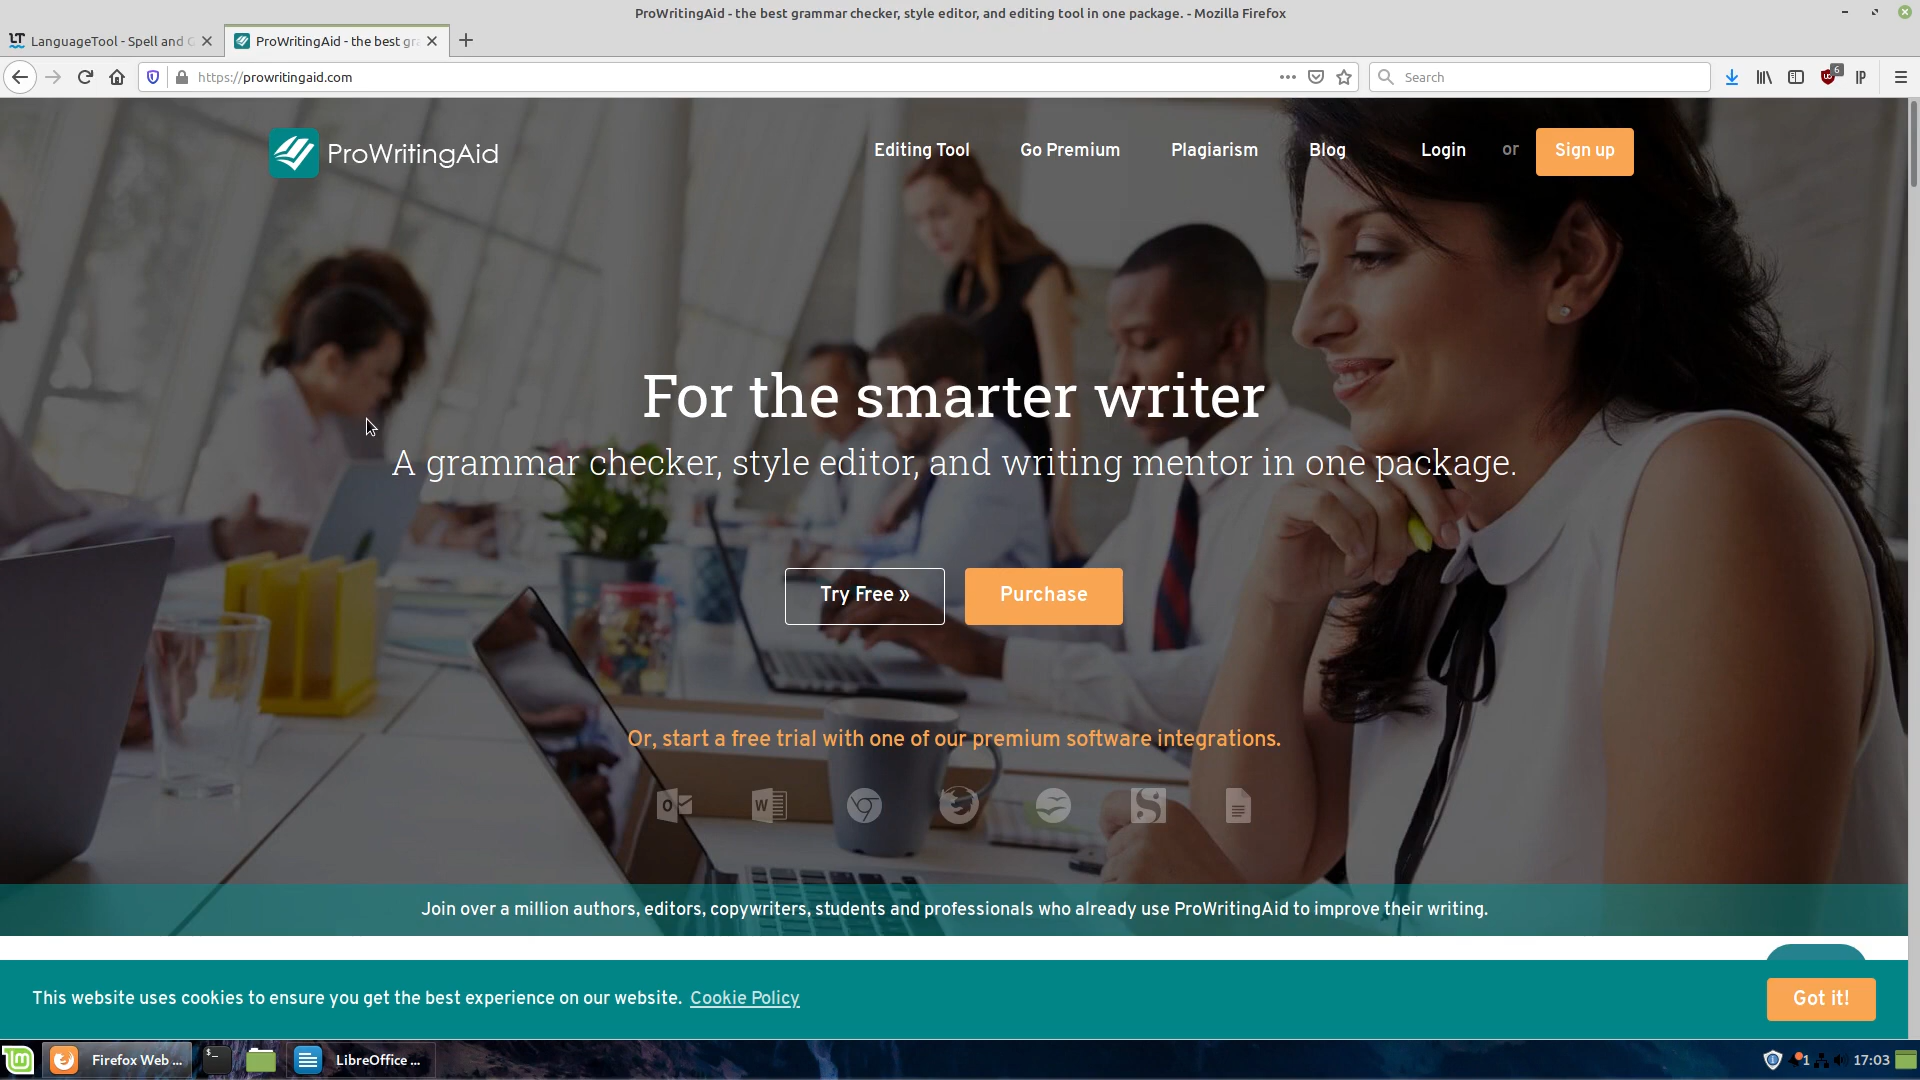 ProWritingAid - the best grammar checker, style editor, and editing tool in one package. - Mozilla Firefox
LanguageTool - Spell and G
ProWritingAid - the best gra
https://prowritingaid.com
Search
6
ProWritingAid
Editing Tool
Go Premium
Plagiarism
Blog
Login
or
Sign up
For the smarter writer
A grammar checker, style editor, and writing mentor in one package.
Try Free »
Purchase
Or, start a free trial with one of our premium software integrations.
Join over a million authors, editors, copywriters, students and professionals who already use ProWritingAid to improve their writing.
This website uses cookies to ensure you get the best experience on our website. Cookie Policy
Got it!
Firefox Web ...
LibreOffice ...
1
17:03